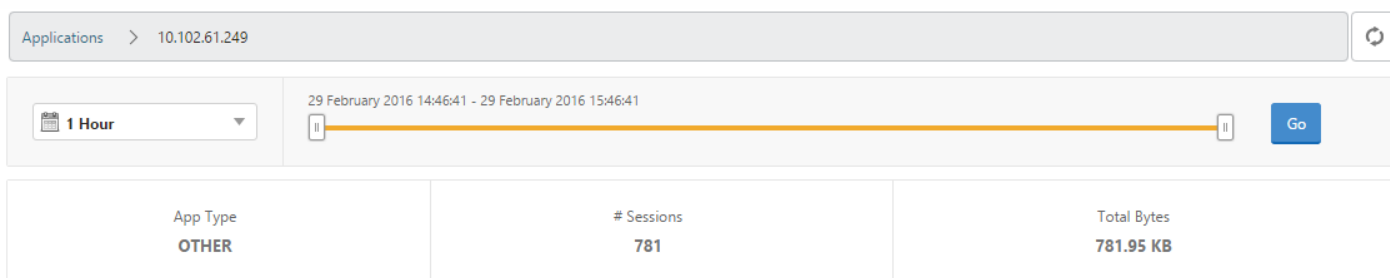 Applications > 10.102.61.249
29 February 2016 14:46:41 - 29 February 2016 15:46:41
1 Hour
Go
App Type
# Sessions
Total Bytes
OTHER
781
781.95 KB